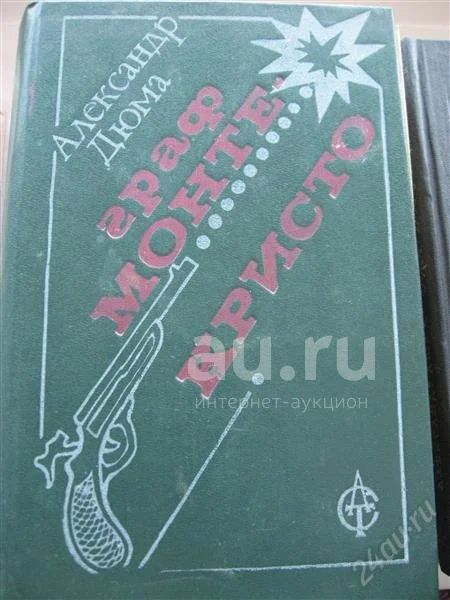 Александр
Дюма
граф
МОНТЕ-
КРИСТО
au.ru
интернет-аукцион
24au.ru